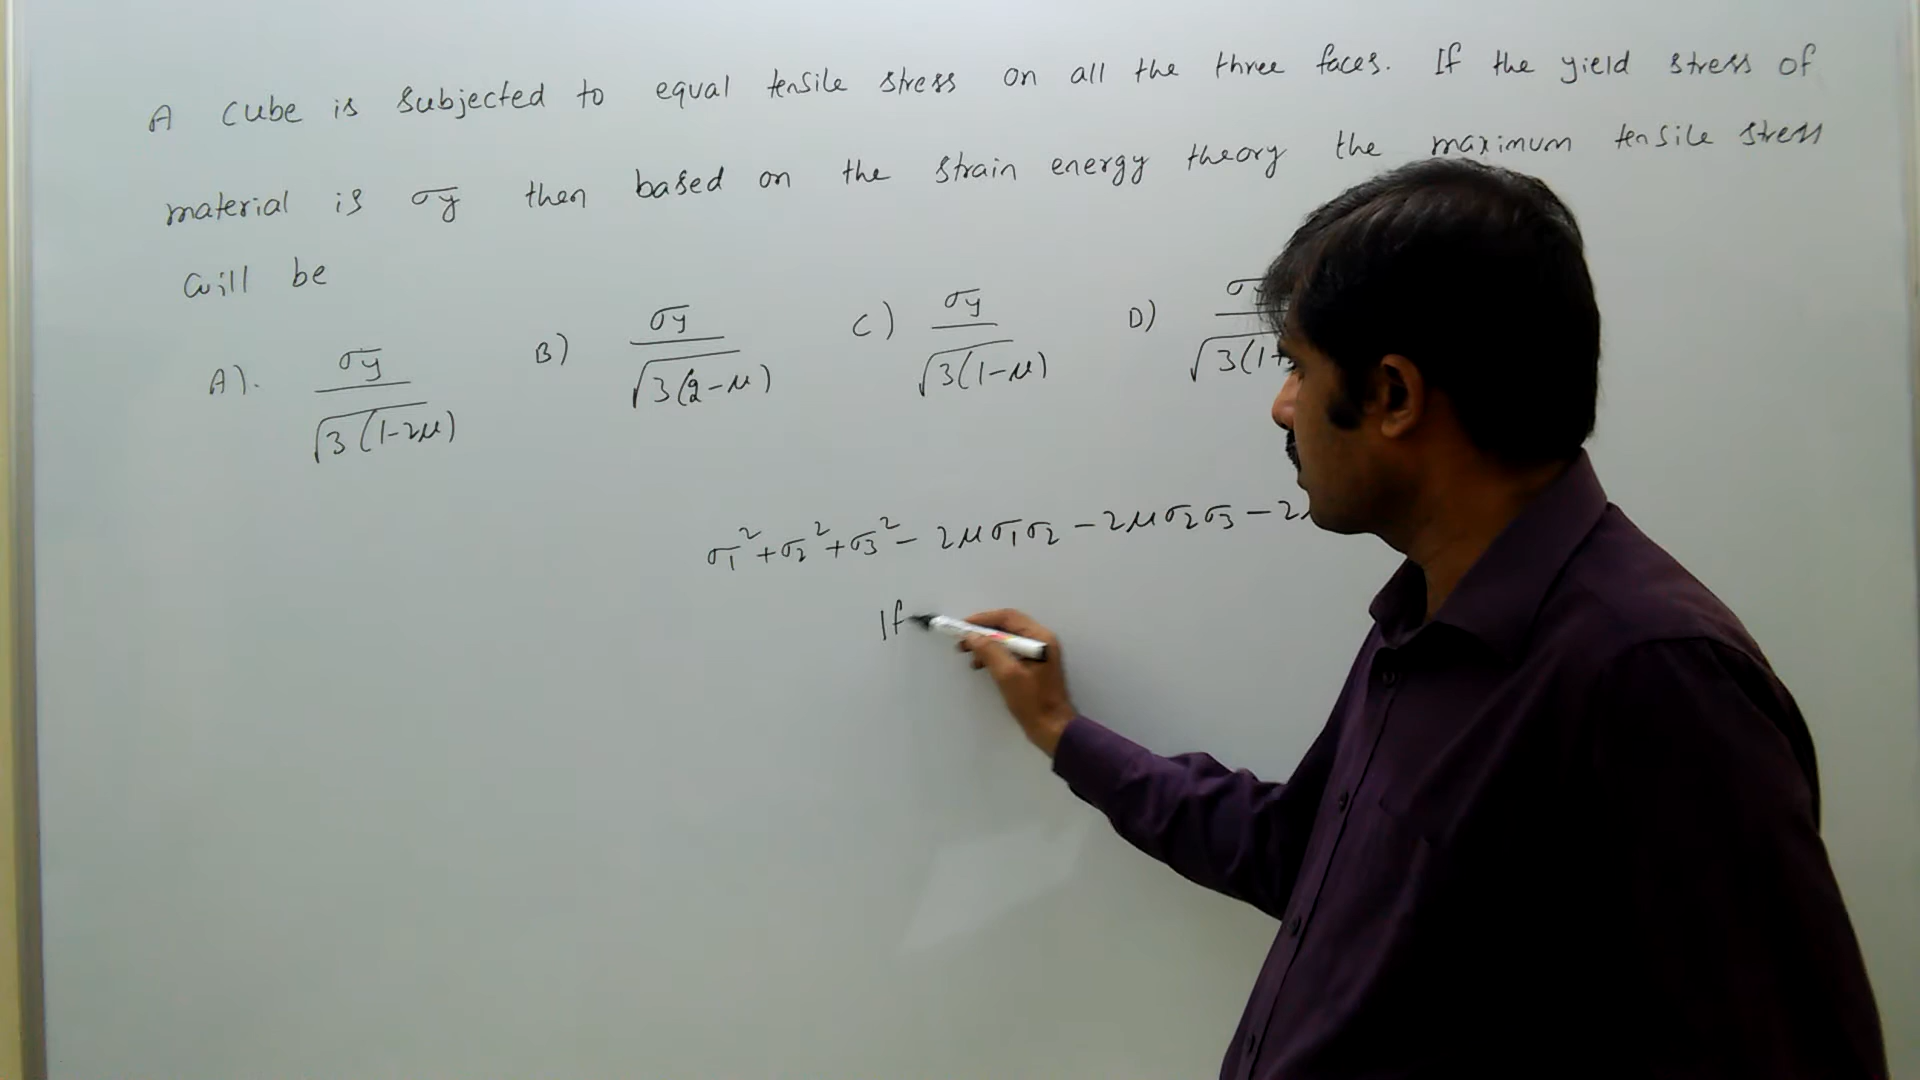 A cube is subjected to equal tensile stress on all the three faces. If the yield stress of
material is σy then based on the strain energy theory the maximum tensile stress
will be
A). σy / √3(1-2μ) B) σy / √3(2-μ) C) σy / √3(1-μ) D) σ / √3(1+
σ1² + σ2² + σ3² - 2μσ1σ2 - 2μσ2σ3 - 2
If